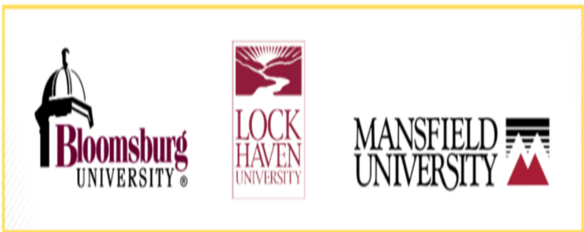 Bloomsburg
UNIVERSITY ®
LOCK
HAVEN
UNIVERSITY
MANSFIELD
UNIVERSITY